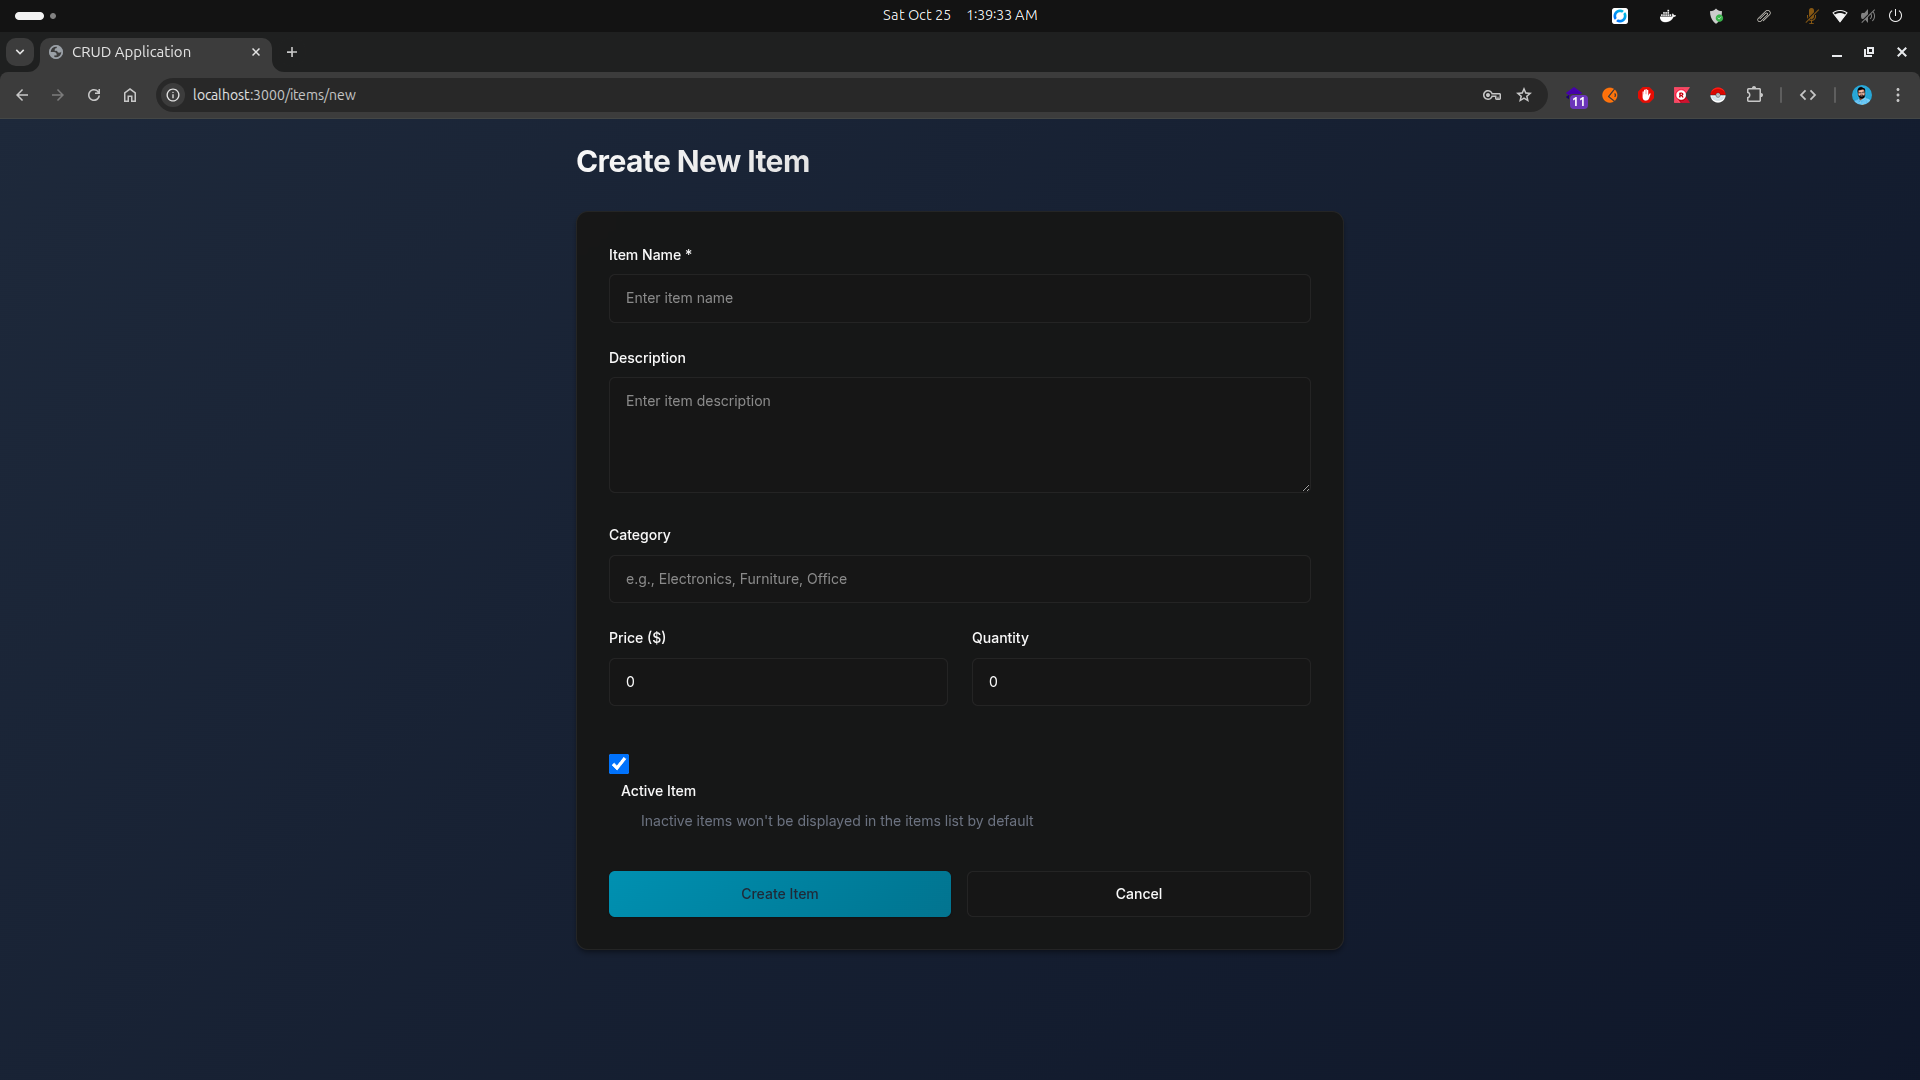 Sat Oct 25 1:39:33 AM
CRUD Application
localhost:3000/items/new
11
Create New Item
Item Name *
Enter item name
Description
Enter item description
Category
e.g., Electronics, Furniture, Office
Price ($) Quantity
0 0
Active Item
Inactive items won't be displayed in the items list by default
Create Item Cancel